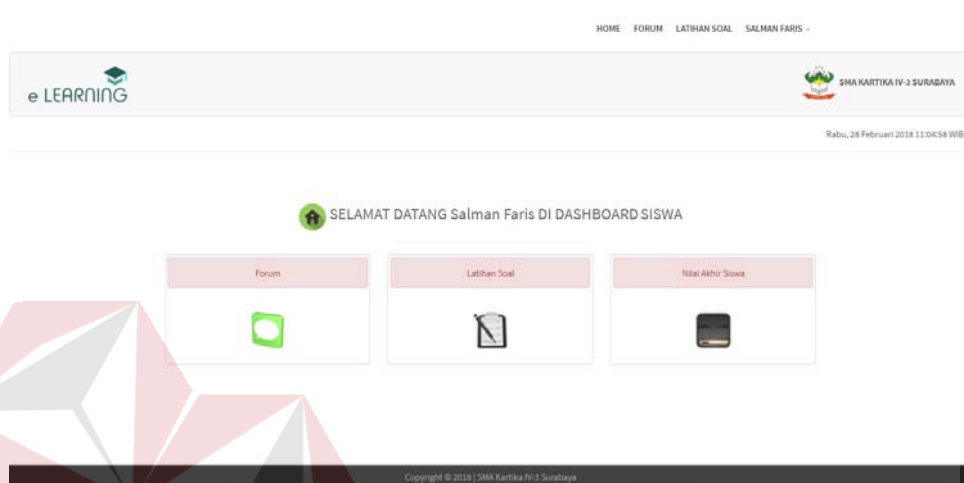 HOME FORUM LATIHAN SOAL SALMAN FARIS
e LEARNING
SMA KARTIKA IV-3 SURABAYA
Rabu, 28 Februari 2018 11:04:58 WIB
SELAMAT DATANG Salman Faris DI DASHBOARD SISWA
Forum Latihan Soal Nilai Akhir Siswa
Copyright © 2018 | SMA Kartika IV-3 Surabaya